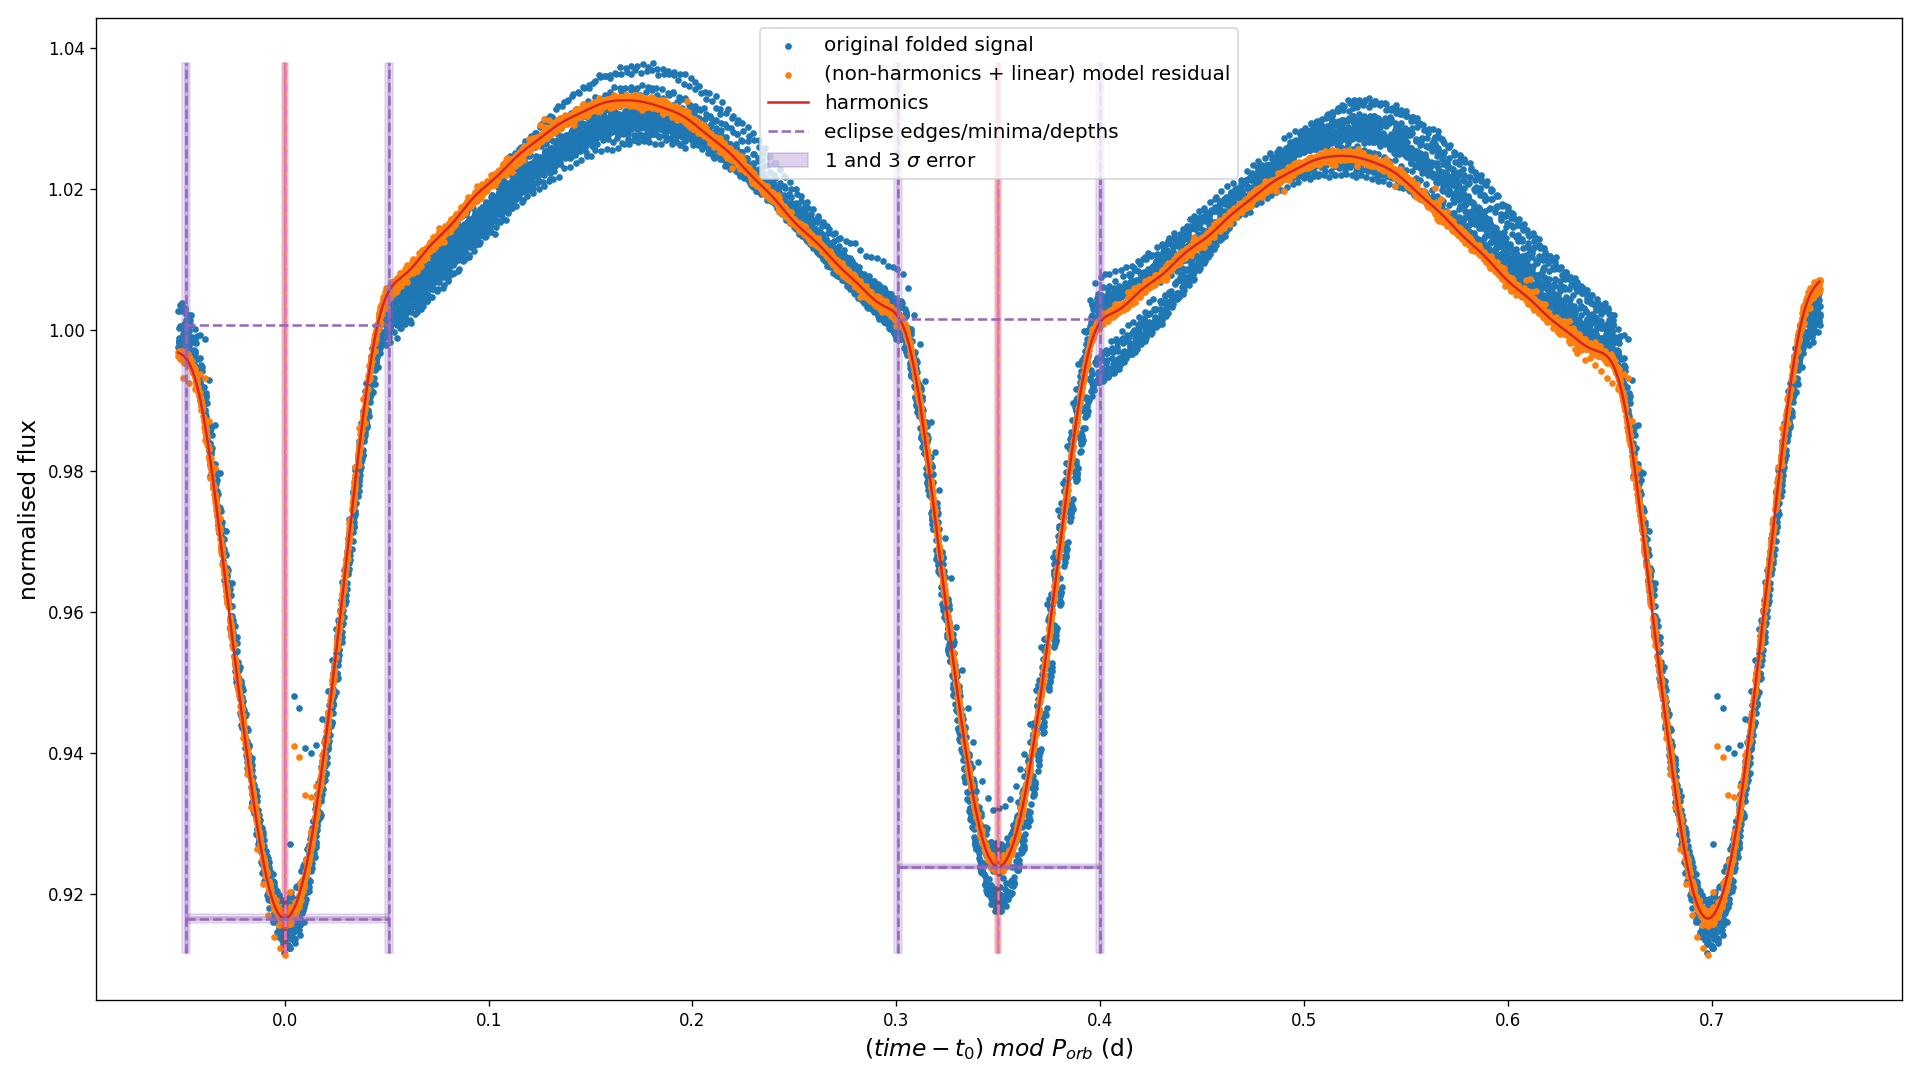 original folded signal
(non-harmonics + linear) model residual
harmonics
eclipse edges/minima/depths
1 and 3 σ error
normalised flux
1.04
1.02
1.00
0.98
0.96
0.94
0.92
0.0 0.1 0.2 0.3 0.4 0.5 0.6 0.7
(time − t₀) mod Pₒᵣb (d)